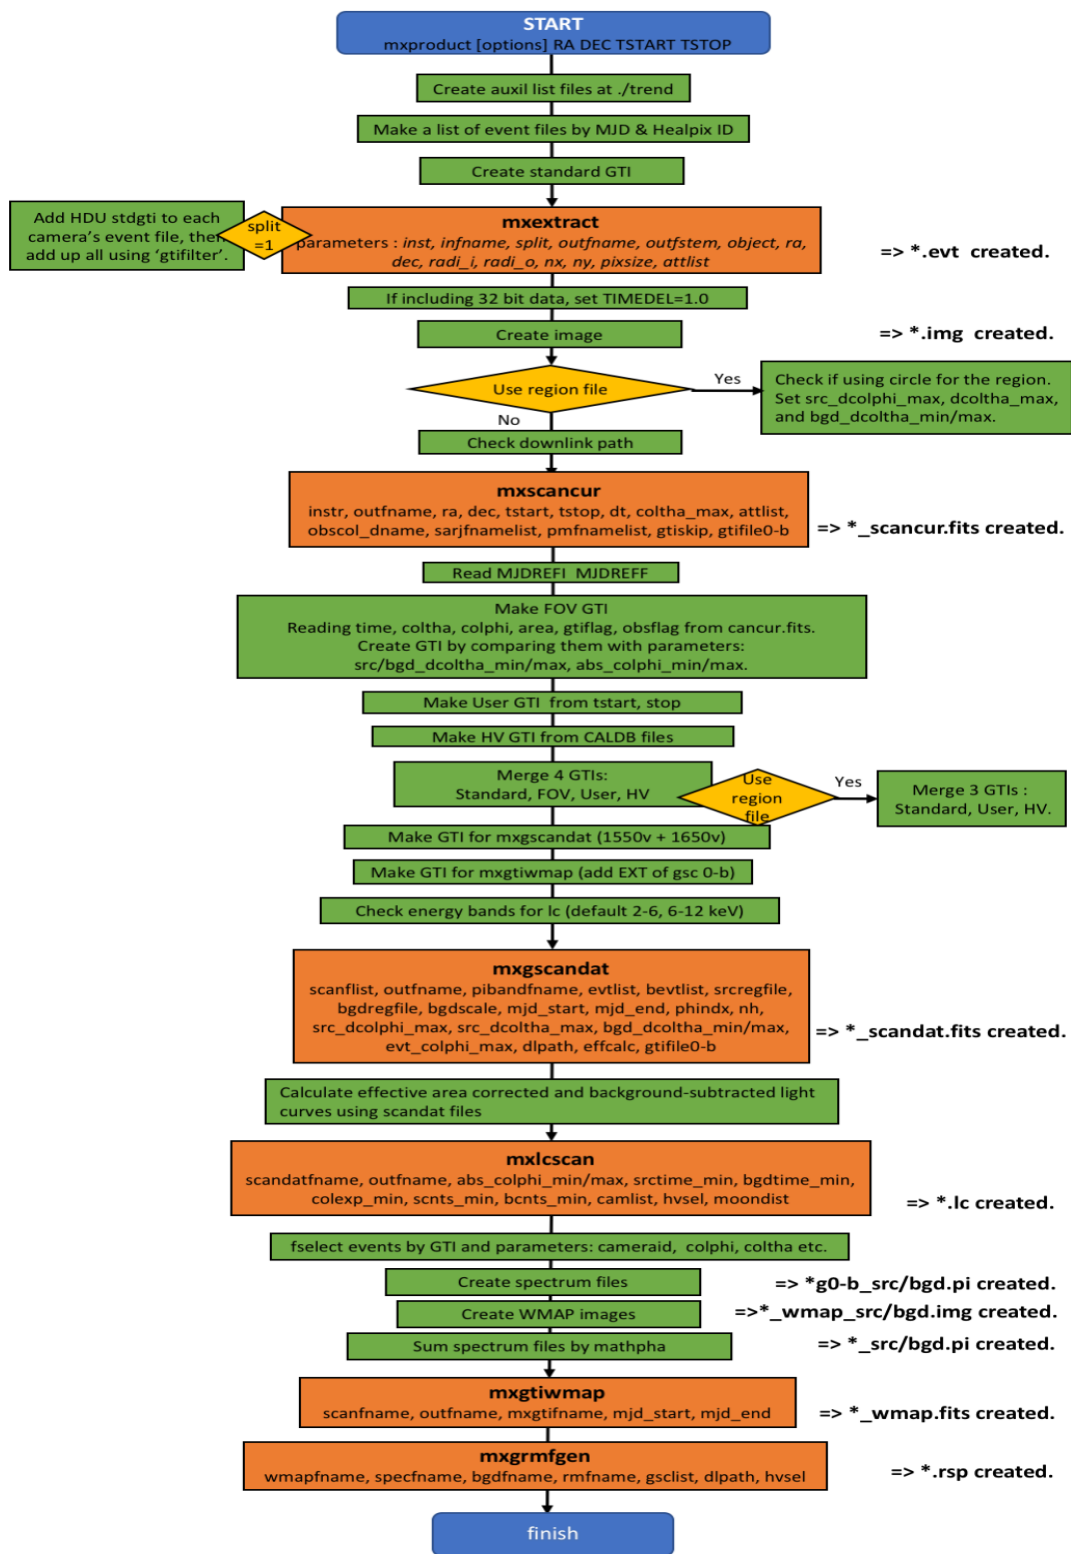 START
mxproduct [options] RA DEC TSTART TSTOP
Create auxil list files at ./trend
Make a list of event files by MJD & Healpix ID
Create standard GTI
Add HDU stdgti to each
camera's event file, then
add up all using 'gtifilter'.
split
=1
mxextract
parameters : inst, infname, split, outfname, outfstem, object, ra,
dec, radi_i, radi_o, nx, ny, pixsize, attlist
=> *.evt created.
If including 32 bit data, set TIMEDEL=1.0
Create image
=> *.img created.
Use region file
Yes
Check if using circle for the region.
Set src_dcolphi_max, dcoltha_max,
and bgd_dcoltha_min/max.
No
Check downlink path
mxscancur
instr, outfname, ra, dec, tstart, tstop, dt, coltha_max, attlist,
obscol_dname, sarjfnamelist, pmfnamelist, gtiskip, gtifile0-b
=> *_scancur.fits created.
Read MJDREFI MJDREFF
Make FOV GTI
Reading time, coltha, colphi, area, gtiflag, obsflag from cancur.fits.
Create GTI by comparing them with parameters:
src/bgd_dcoltha_min/max, abs_colphi_min/max.
Make User GTI from tstart, stop
Make HV GTI from CALDB files
Merge 4 GTIs:
Standard, FOV, User, HV
Use
region
file
Yes
Merge 3 GTIs :
Standard, User, HV.
Make GTI for mxgscandat (1550v + 1650v)
Make GTI for mxgtiwmap (add EXT of gsc 0-b)
Check energy bands for lc (default 2-6, 6-12 keV)
mxgscandat
scanflist, outfname, pibandfname, evtlist, bevtlist, srcregfile,
bgdregfile, bgdscale, mjd_start, mjd_end, phindx, nh,
src_dcolphi_max, src_dcoltha_max, bgd_dcoltha_min/max,
evt_colphi_max, dlpath, effcalc, gtifile0-b
=> *_scandat.fits created.
Calculate effective area corrected and background-subtracted light
curves using scandat files
mxlcscan
scandatfname, outfname, abs_colphi_min/max, srctime_min, bgdtime_min,
colexp_min, scnts_min, bcnts_min, camlist, hvsel, moondist
=> *.lc created.
fselect events by GTI and parameters: cameraid, colphi, coltha etc.
Create spectrum files
=> *g0-b_src/bgd.pi created.
Create WMAP images
=>*_wmap_src/bgd.img created.
Sum spectrum files by mathpha
=> *_src/bgd.pi created.
mxgtiwmap
scanfname, outfname, mxgtifname, mjd_start, mjd_end
=> *_wmap.fits created.
mxgrmfgen
wmapfname, specfname, bgdfname, rmfname, gsclist, dlpath, hvsel
=> *.rsp created.
finish